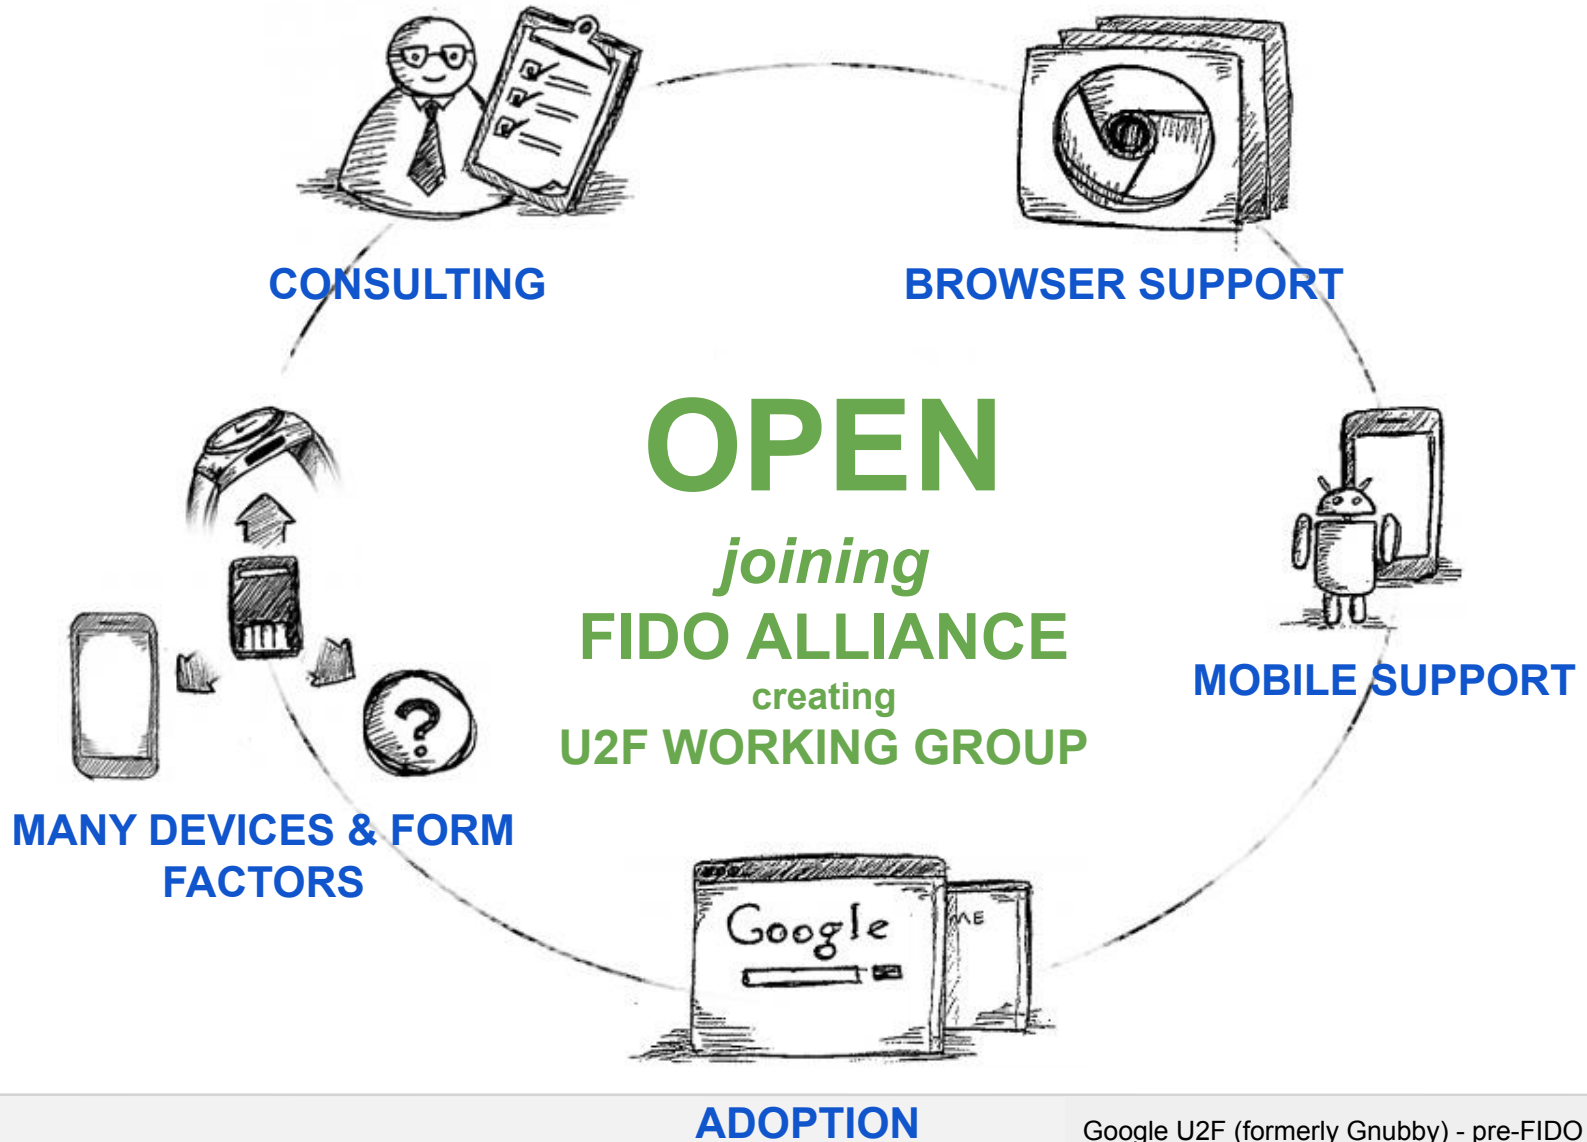 CONSULTING
BROWSER SUPPORT
OPEN
joining
FIDO ALLIANCE
creating
U2F WORKING GROUP
MOBILE SUPPORT
?
MANY DEVICES & FORM
FACTORS
Google
ME
ADOPTION
Google U2F (formerly Gnubby) - pre-FIDO